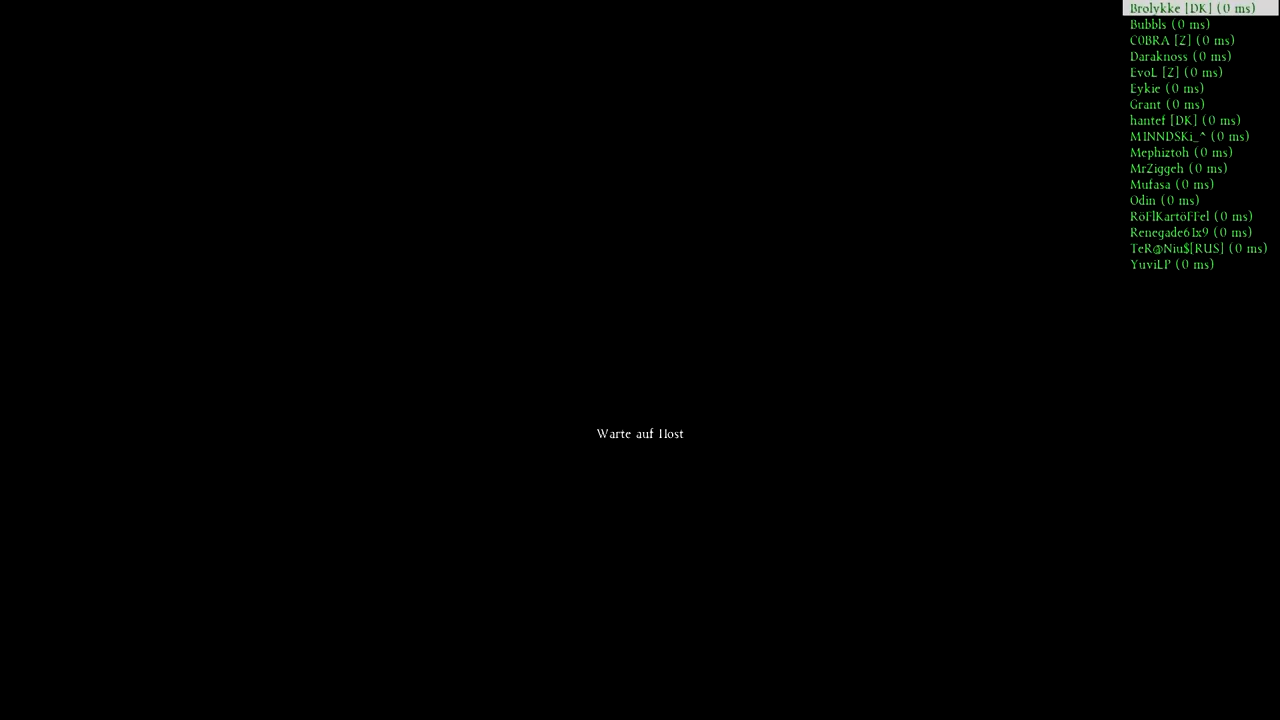 Brolykke [DK] (0 ms)
Bubbls (0 ms)
C0BRA [Z] (0 ms)
Daraknoss (0 ms)
EvoL [Z] (0 ms)
Eykie (0 ms)
Grant (0 ms)
hantef [DK] (0 ms)
M1NNDSKi_^ (0 ms)
Mephiztoh (0 ms)
MrZiggeh (0 ms)
Mufasa (0 ms)
Odin (0 ms)
RöFlKartöFFel (0 ms)
Renegade61x9 (0 ms)
TeR@Niu$[RUS] (0 ms)
YuviLP (0 ms)
Warte auf Host